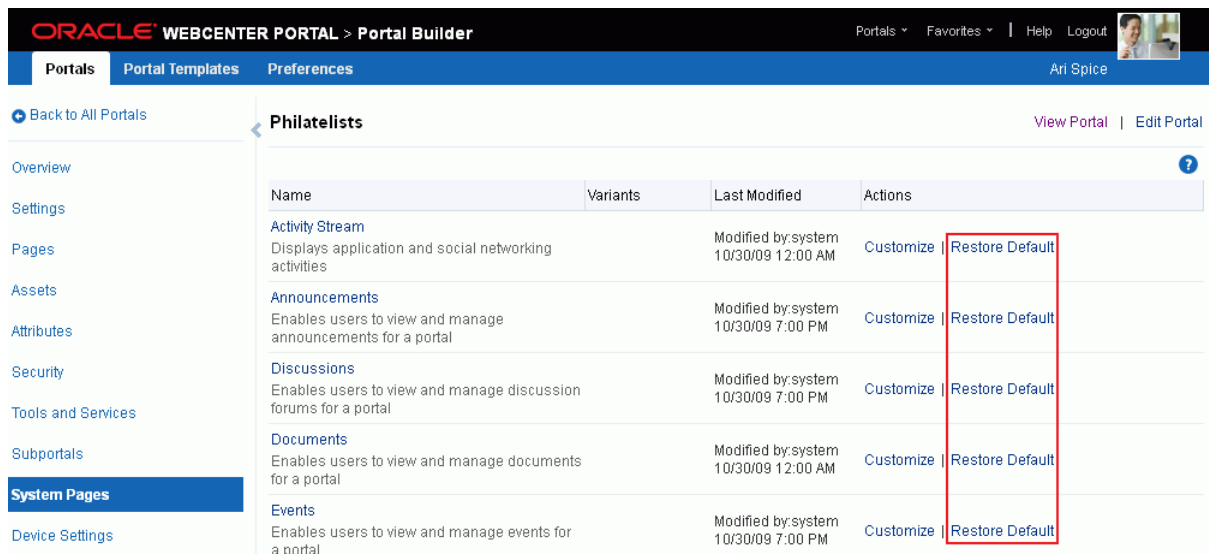 ORACLE WEBCENTER PORTAL > Portal Builder
Portals Favorites | Help Logout
Portals Portal Templates Preferences
Ari Spice
Back to All Portals
Philatelists
View Portal | Edit Portal
Overview
Settings
Pages
Assets
Attributes
Security
Tools and Services
Subportals
System Pages
Device Settings
?
Name Variants Last Modified Actions
Activity Stream
Displays application and social networking
activities
Modified by:system
10/30/09 12:00 AM
Customize | Restore Default
Announcements
Enables users to view and manage
announcements for a portal
Modified by:system
10/30/09 7:00 PM
Customize | Restore Default
Discussions
Enables users to view and manage discussion
forums for a portal
Modified by:system
10/30/09 7:00 PM
Customize | Restore Default
Documents
Enables users to view and manage documents
for a portal
Modified by:system
10/30/09 12:00 AM
Customize | Restore Default
Events
Enables users to view and manage events for
a portal
Modified by:system
10/30/09 7:00 PM
Customize | Restore Default